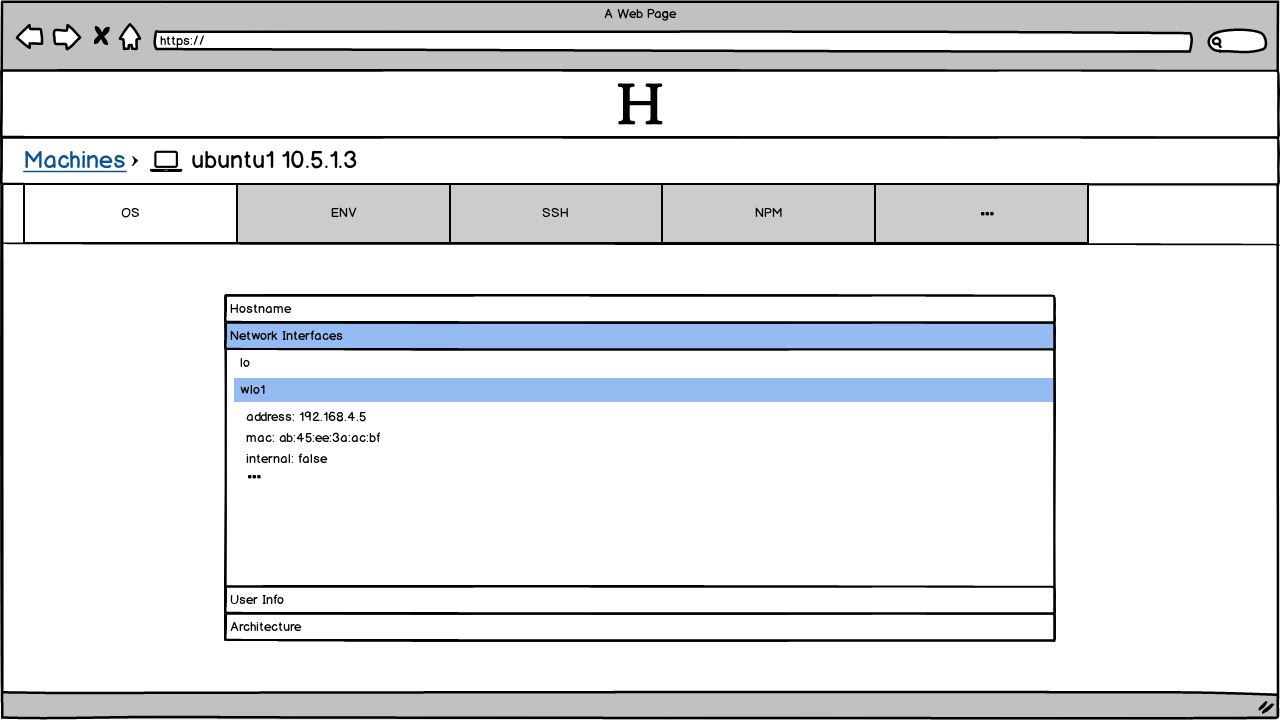 A Web Page
https://
H
Machines › ubuntu1 10.5.1.3
OS ENV SSH NPM •••
Hostname
Network Interfaces
lo
wlo1
address: 192.168.4.5
mac: ab:45:ee:3a:ac:bf
internal: false
•••
User Info
Architecture